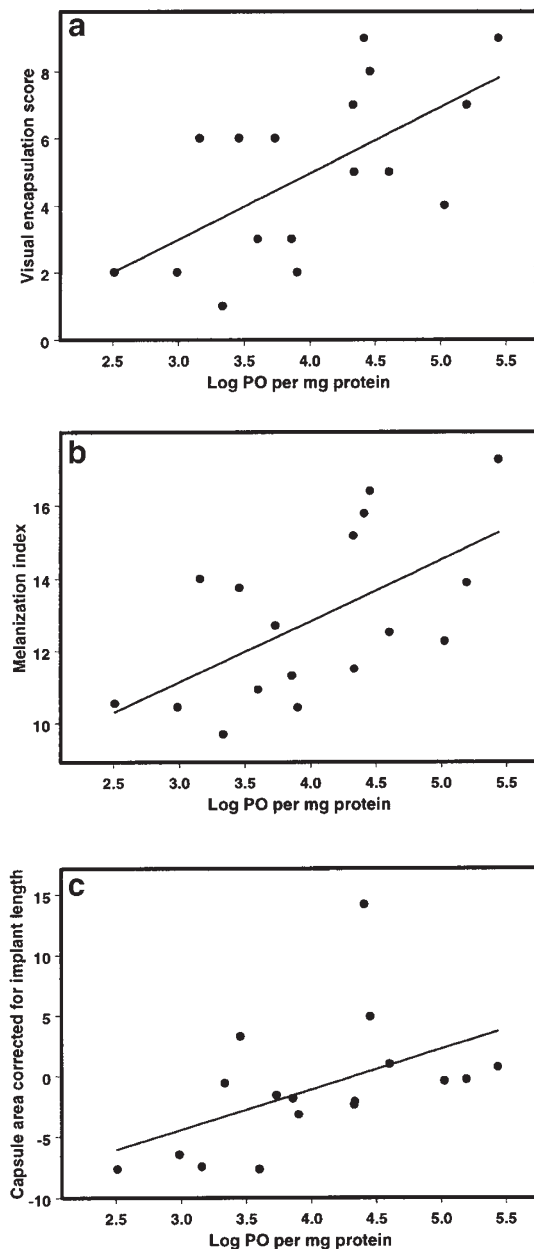 a
Visual encapsulation score
8
6
4
2
0
2.5 3.0 3.5 4.0 4.5 5.0 5.5
Log PO per mg protein
b
Melanization index
16
14
12
10
2.5 3.0 3.5 4.0 4.5 5.0 5.5
Log PO per mg protein
c
Capsule area corrected for implant length
15
10
5
0
-5
-10
2.5 3.0 3.5 4.0 4.5 5.0 5.5
Log PO per mg protein